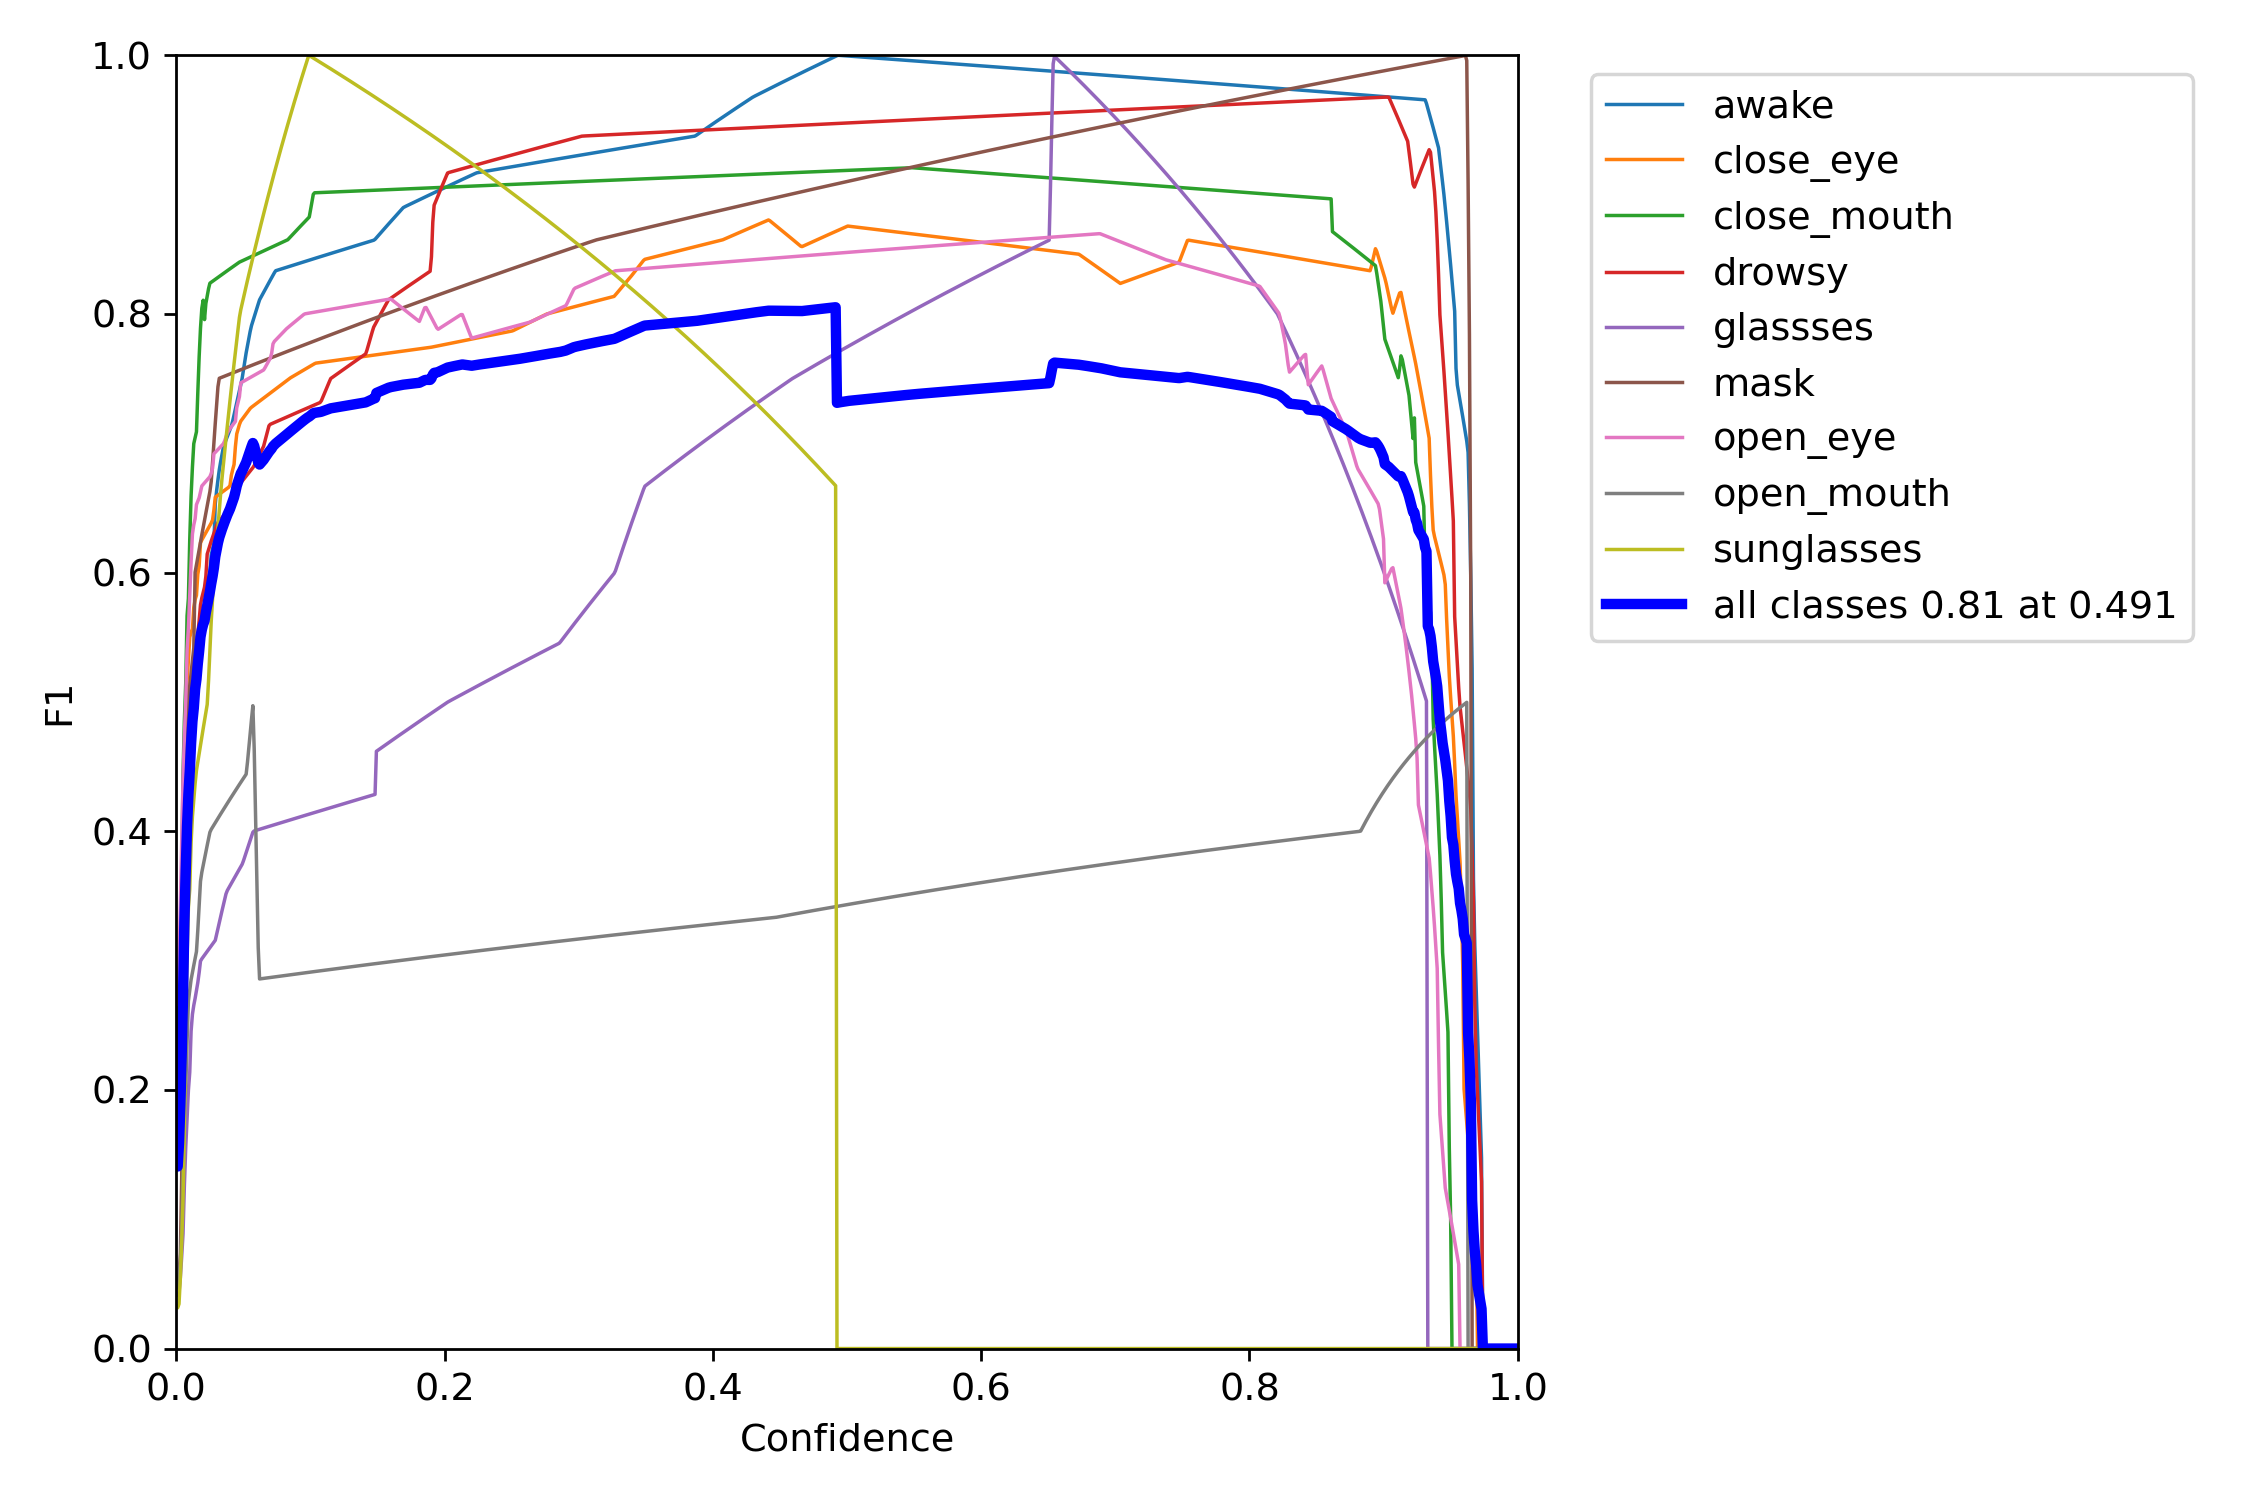 1.0
0.8
0.6
0.4
0.2
0.0
F1
0.0 0.2 0.4 0.6 0.8 1.0
Confidence
awake
close_eye
close_mouth
drowsy
glassses
mask
open_eye
open_mouth
sunglasses
all classes 0.81 at 0.491